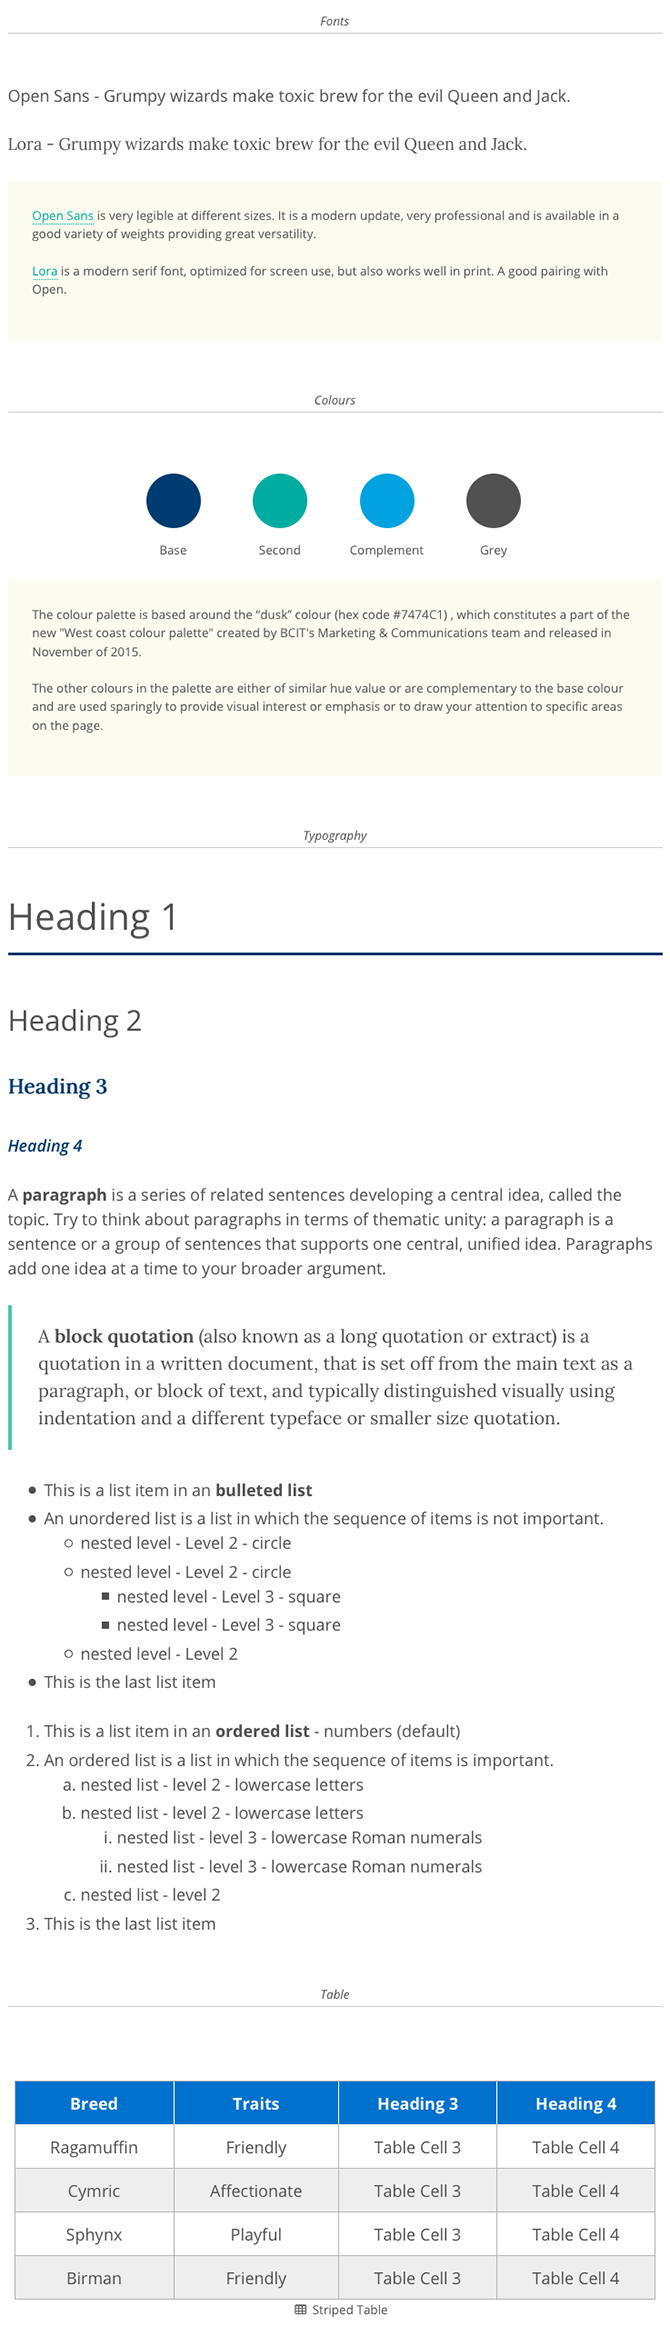 Fonts
Open Sans - Grumpy wizards make toxic brew for the evil Queen and Jack.
Lora - Grumpy wizards make toxic brew for the evil Queen and Jack.
Open Sans is very legible at different sizes. It is a modern update, very professional and is available in a
good variety of weights providing great versatility.
Lora is a modern serif font, optimized for screen use, but also works well in print. A good pairing with
Open.
Colours
Base Second Complement Grey
The colour palette is based around the “dusk” colour (hex code #7474C1) , which constitutes a part of the
new "West coast colour palette" created by BCIT's Marketing & Communications team and released in
November of 2015.
The other colours in the palette are either of similar hue value or are complementary to the base colour
and are used sparingly to provide visual interest or emphasis or to draw your attention to specific areas
on the page.
Typography
Heading 1
Heading 2
Heading 3
Heading 4
A paragraph is a series of related sentences developing a central idea, called the
topic. Try to think about paragraphs in terms of thematic unity: a paragraph is a
sentence or a group of sentences that supports one central, unified idea. Paragraphs
add one idea at a time to your broader argument.
A block quotation (also known as a long quotation or extract) is a
quotation in a written document, that is set off from the main text as a
paragraph, or block of text, and typically distinguished visually using
indentation and a different typeface or smaller size quotation.
• This is a list item in an bulleted list
• An unordered list is a list in which the sequence of items is not important.
○ nested level - Level 2 - circle
○ nested level - Level 2 - circle
■ nested level - Level 3 - square
■ nested level - Level 3 - square
○ nested level - Level 2
• This is the last list item
1. This is a list item in an ordered list - numbers (default)
2. An ordered list is a list in which the sequence of items is important.
a. nested list - level 2 - lowercase letters
b. nested list - level 2 - lowercase letters
i. nested list - level 3 - lowercase Roman numerals
ii. nested list - level 3 - lowercase Roman numerals
c. nested list - level 2
3. This is the last list item
Table
Breed Traits Heading 3 Heading 4
Ragamuffin Friendly Table Cell 3 Table Cell 4
Cymric Affectionate Table Cell 3 Table Cell 4
Sphynx Playful Table Cell 3 Table Cell 4
Birman Friendly Table Cell 3 Table Cell 4
Striped Table